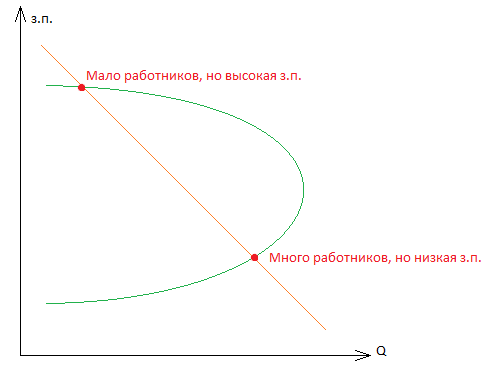 з.п.
Мало работников, но высокая з.п.
Много работников, но низкая з.п.
Q